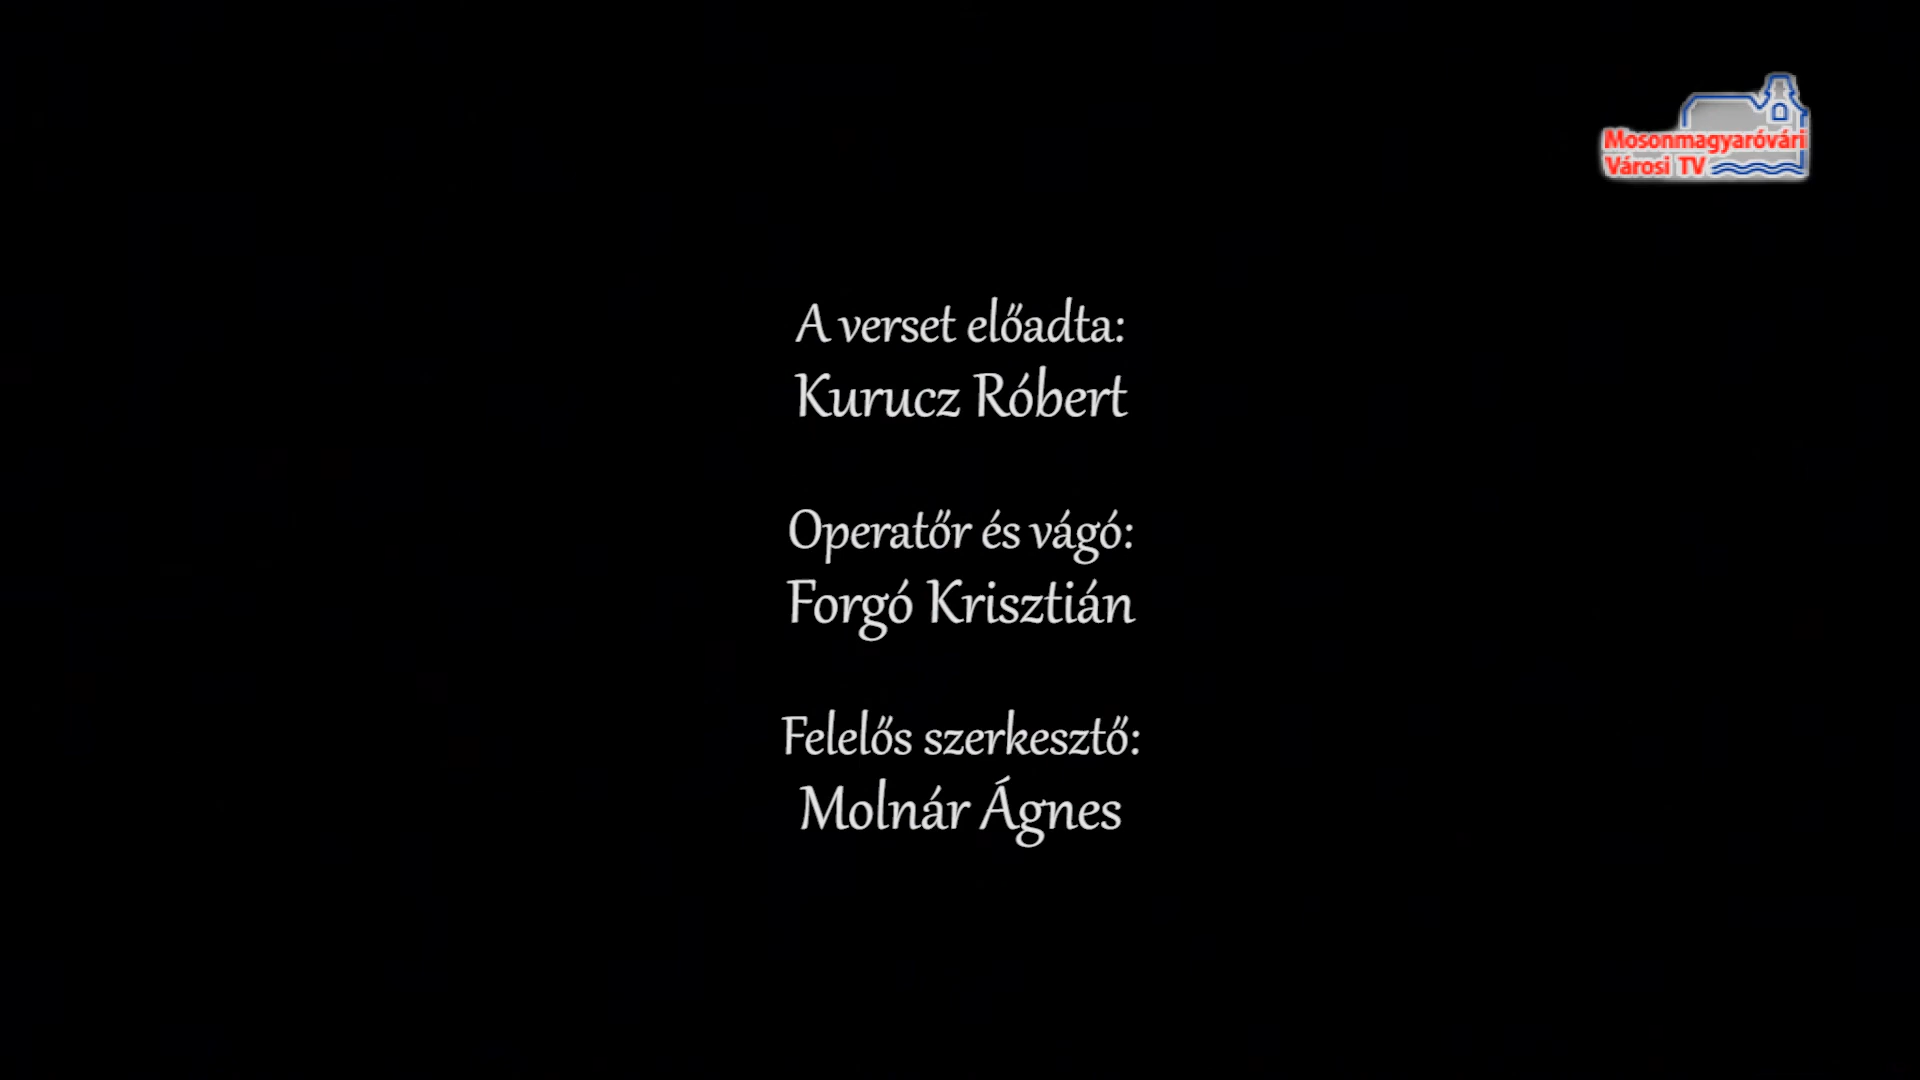 Mosonmagyaróvári
Városi TV
A verset előadta:
Kurucz Róbert
Operatőr és vágó:
Forgó Krisztián
Felelős szerkesztő:
Molnár Ágnes